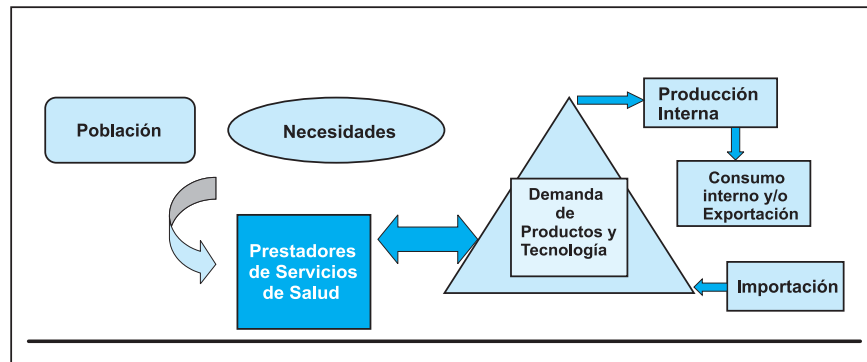 Población
Necesidades
Prestadores
de Servicios
de Salud
Demanda
de
Productos y
Tecnología
Producción
Interna
Consumo
interno y/o
Exportación
Importación